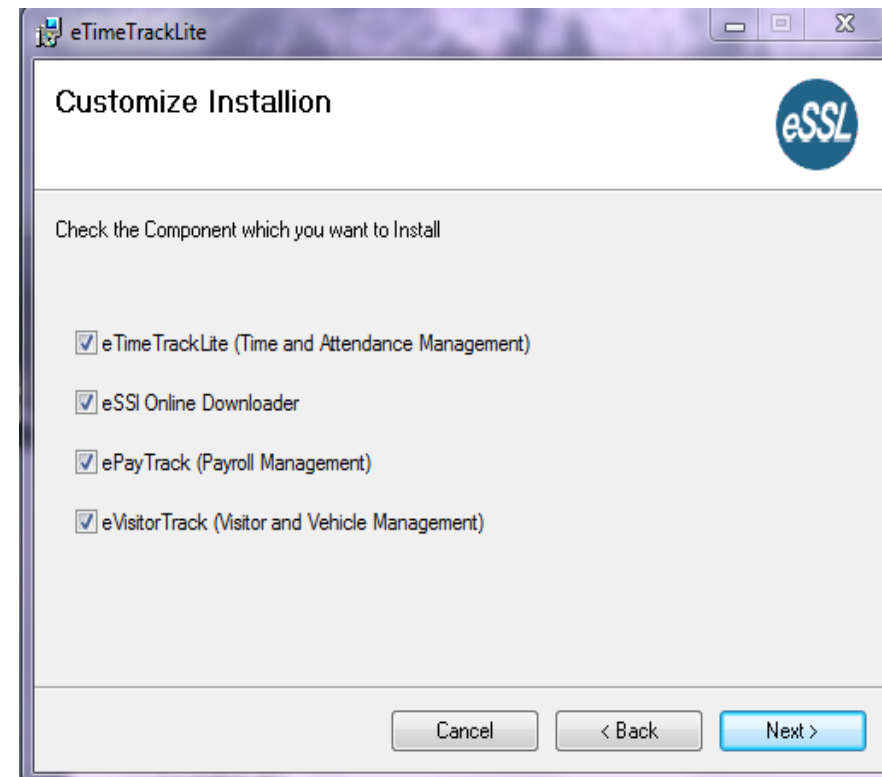 eTimeTrackLite
Customize Installion
eSSL
Check the Component which you want to Install
eTimeTrackLite (Time and Attendance Management)
eSSl Online Downloader
ePayTrack (Payroll Management)
eVisitorTrack (Visitor and Vehicle Management)
Cancel
< Back
Next >